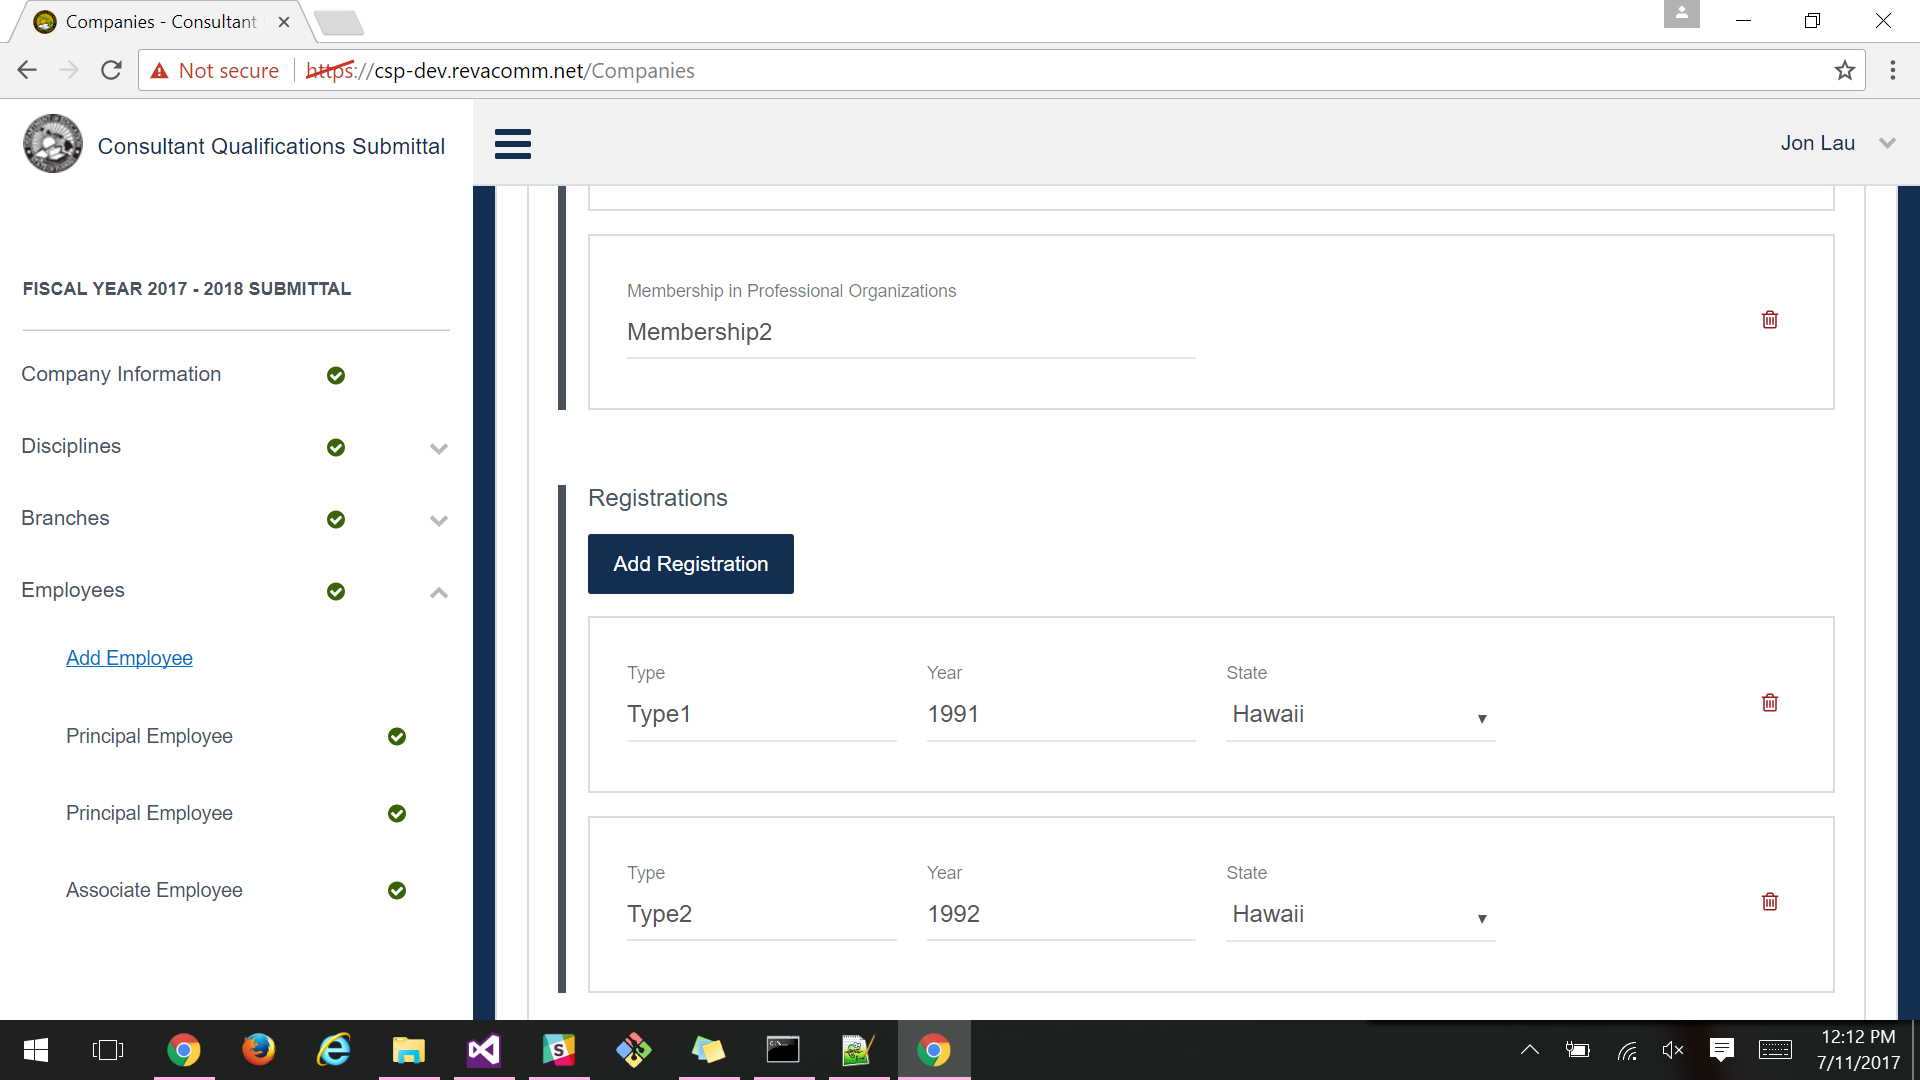 Companies - Consultant
Not secure
https://csp-dev.revacomm.net/Companies
Consultant Qualifications Submittal
Jon Lau
FISCAL YEAR 2017 - 2018 SUBMITTAL
Company Information
Disciplines
Branches
Employees
Add Employee
Principal Employee
Principal Employee
Associate Employee
Membership in Professional Organizations
Membership2
Registrations
Add Registration
Type Year State
Type1 1991 Hawaii
Type Year State
Type2 1992 Hawaii
12:12 PM
7/11/2017